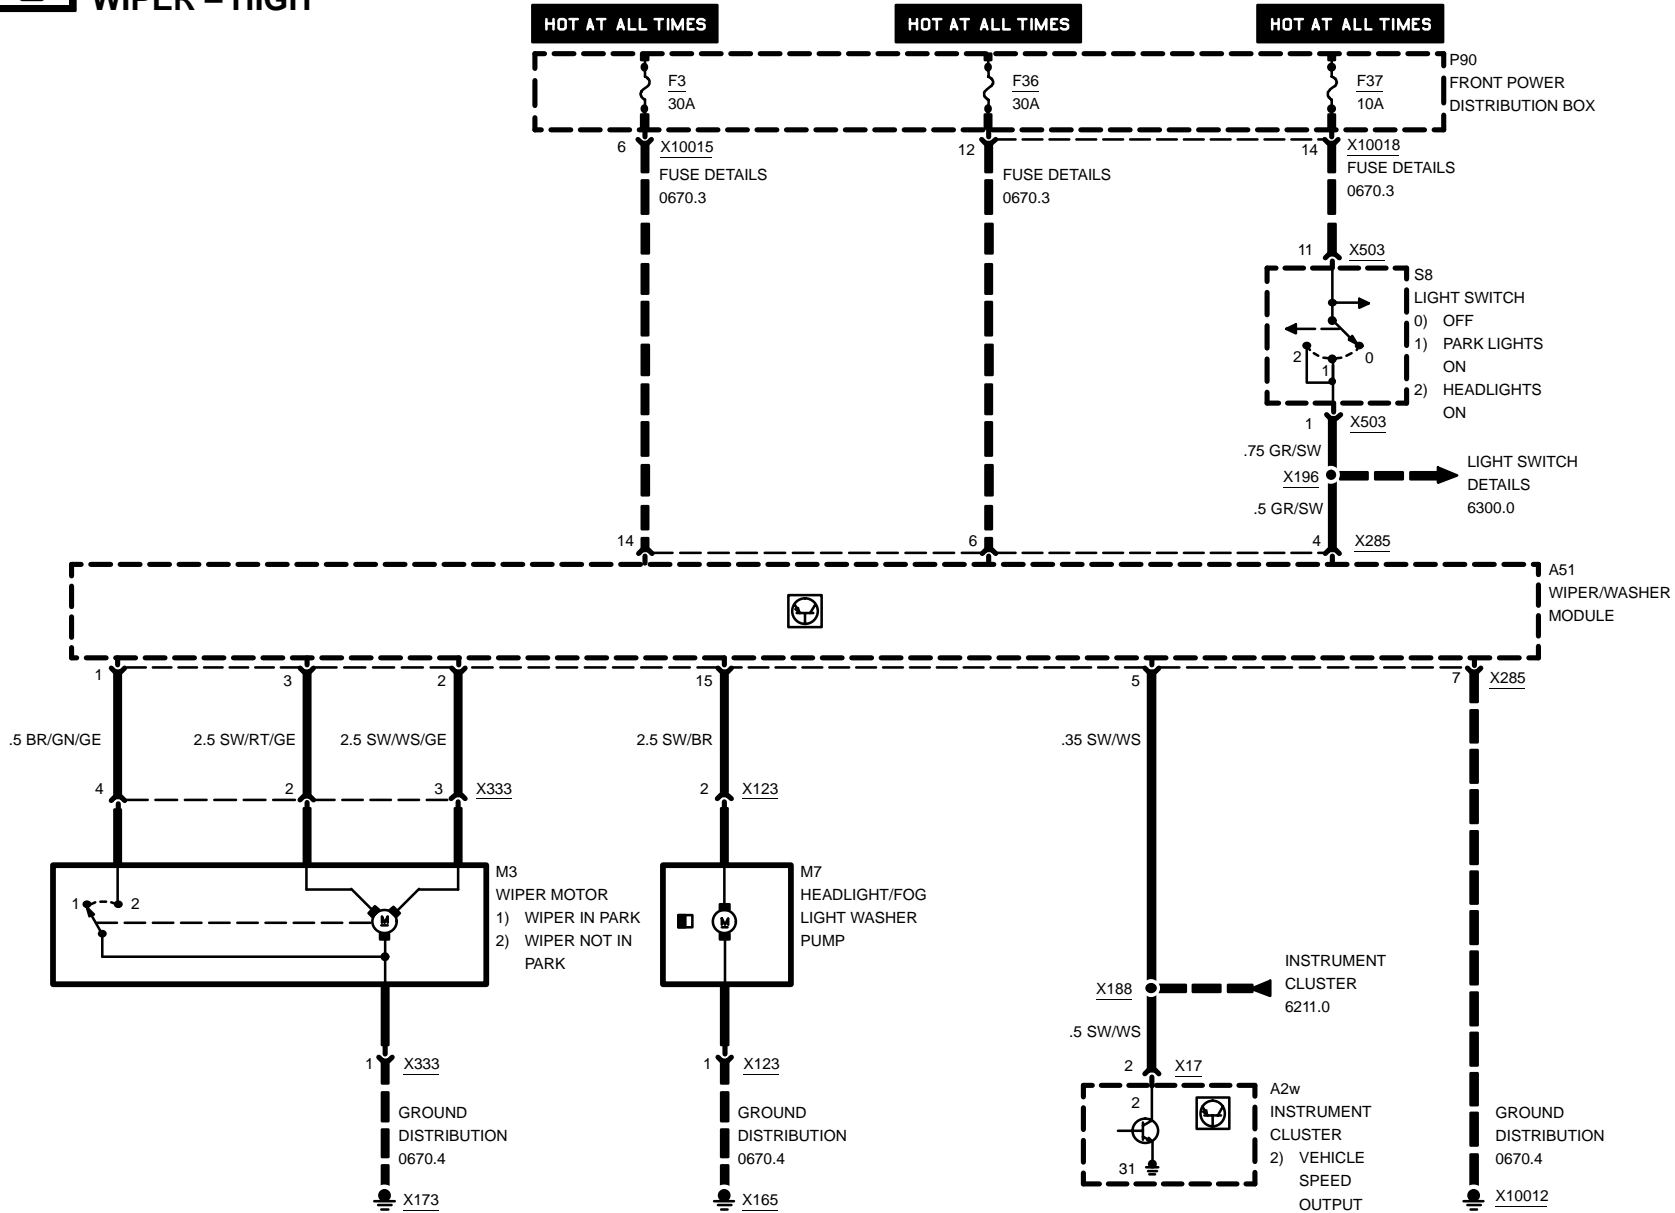 WIPER – HIGH
HOT AT ALL TIMES
HOT AT ALL TIMES
HOT AT ALL TIMES
F3
30A
F36
30A
F37
10A
P90
FRONT POWER
DISTRIBUTION BOX
6
X10015
FUSE DETAILS
0670.3
12
FUSE DETAILS
0670.3
14
X10018
FUSE DETAILS
0670.3
11
X503
S8
LIGHT SWITCH
0) OFF
1) PARK LIGHTS
ON
2) HEADLIGHTS
ON
2
1
0
1
X503
.75 GR/SW
X196
LIGHT SWITCH
DETAILS
6300.0
.5 GR/SW
14
6
4
X285
A51
WIPER/WASHER
MODULE
1
3
2
15
5
7
X285
.5 BR/GN/GE
2.5 SW/RT/GE
2.5 SW/WS/GE
2.5 SW/BR
.35 SW/WS
4
2
3
X333
2
X123
1
2
M
M3
WIPER MOTOR
1) WIPER IN PARK
2) WIPER NOT IN
PARK
M
M7
HEADLIGHT/FOG
LIGHT WASHER
PUMP
X188
INSTRUMENT
CLUSTER
6211.0
.5 SW/WS
1
X333
1
X123
2
X17
2
31
A2w
INSTRUMENT
CLUSTER
2) VEHICLE
SPEED
OUTPUT
GROUND
DISTRIBUTION
0670.4
X173
GROUND
DISTRIBUTION
0670.4
X165
GROUND
DISTRIBUTION
0670.4
X10012